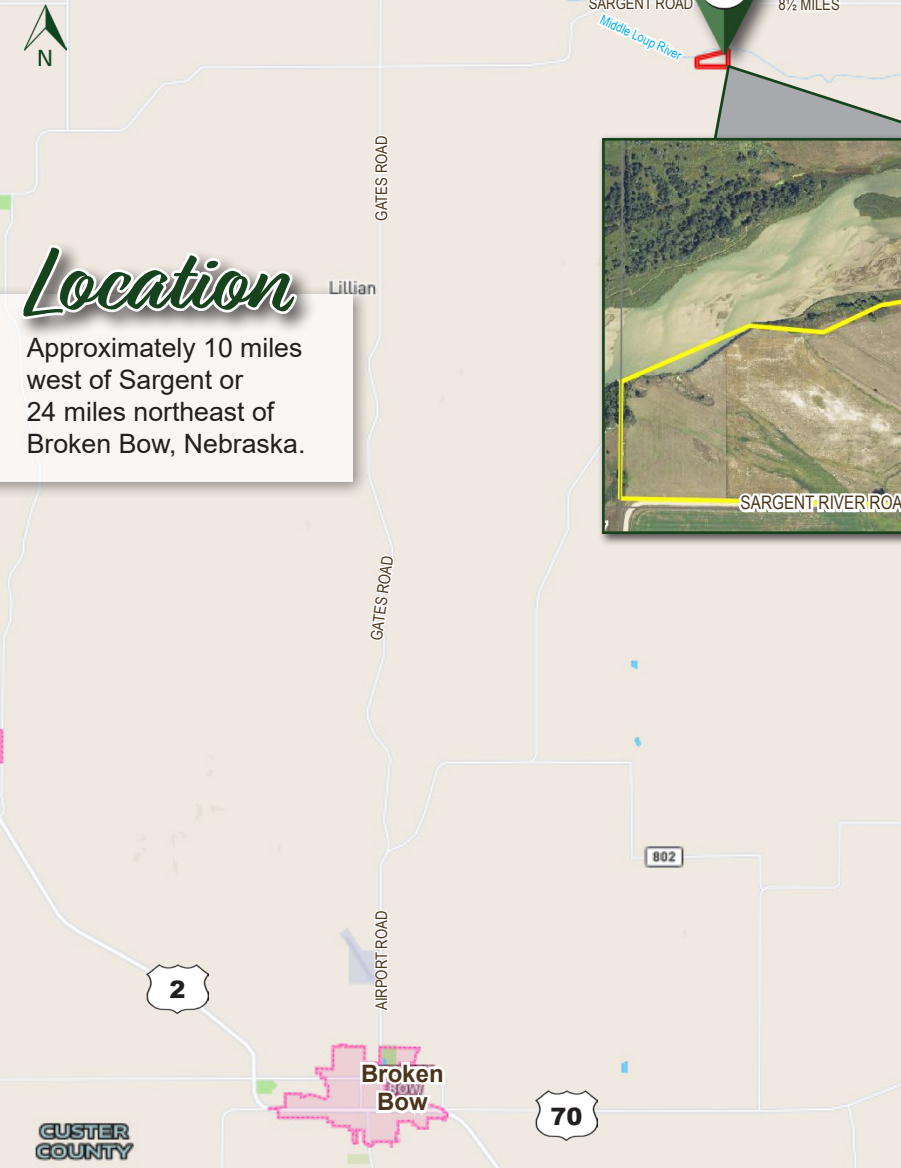 SARGENT ROAD
8½ MILES
Middle Loup River
N
GATES ROAD
Location
Lillian
Approximately 10 miles
west of Sargent or
24 miles northeast of
Broken Bow, Nebraska.
SARGENT RIVER ROA
GATES ROAD
802
AIRPORT ROAD
2
Broken
Bow
BOW
70
CUSTER
COUNTY